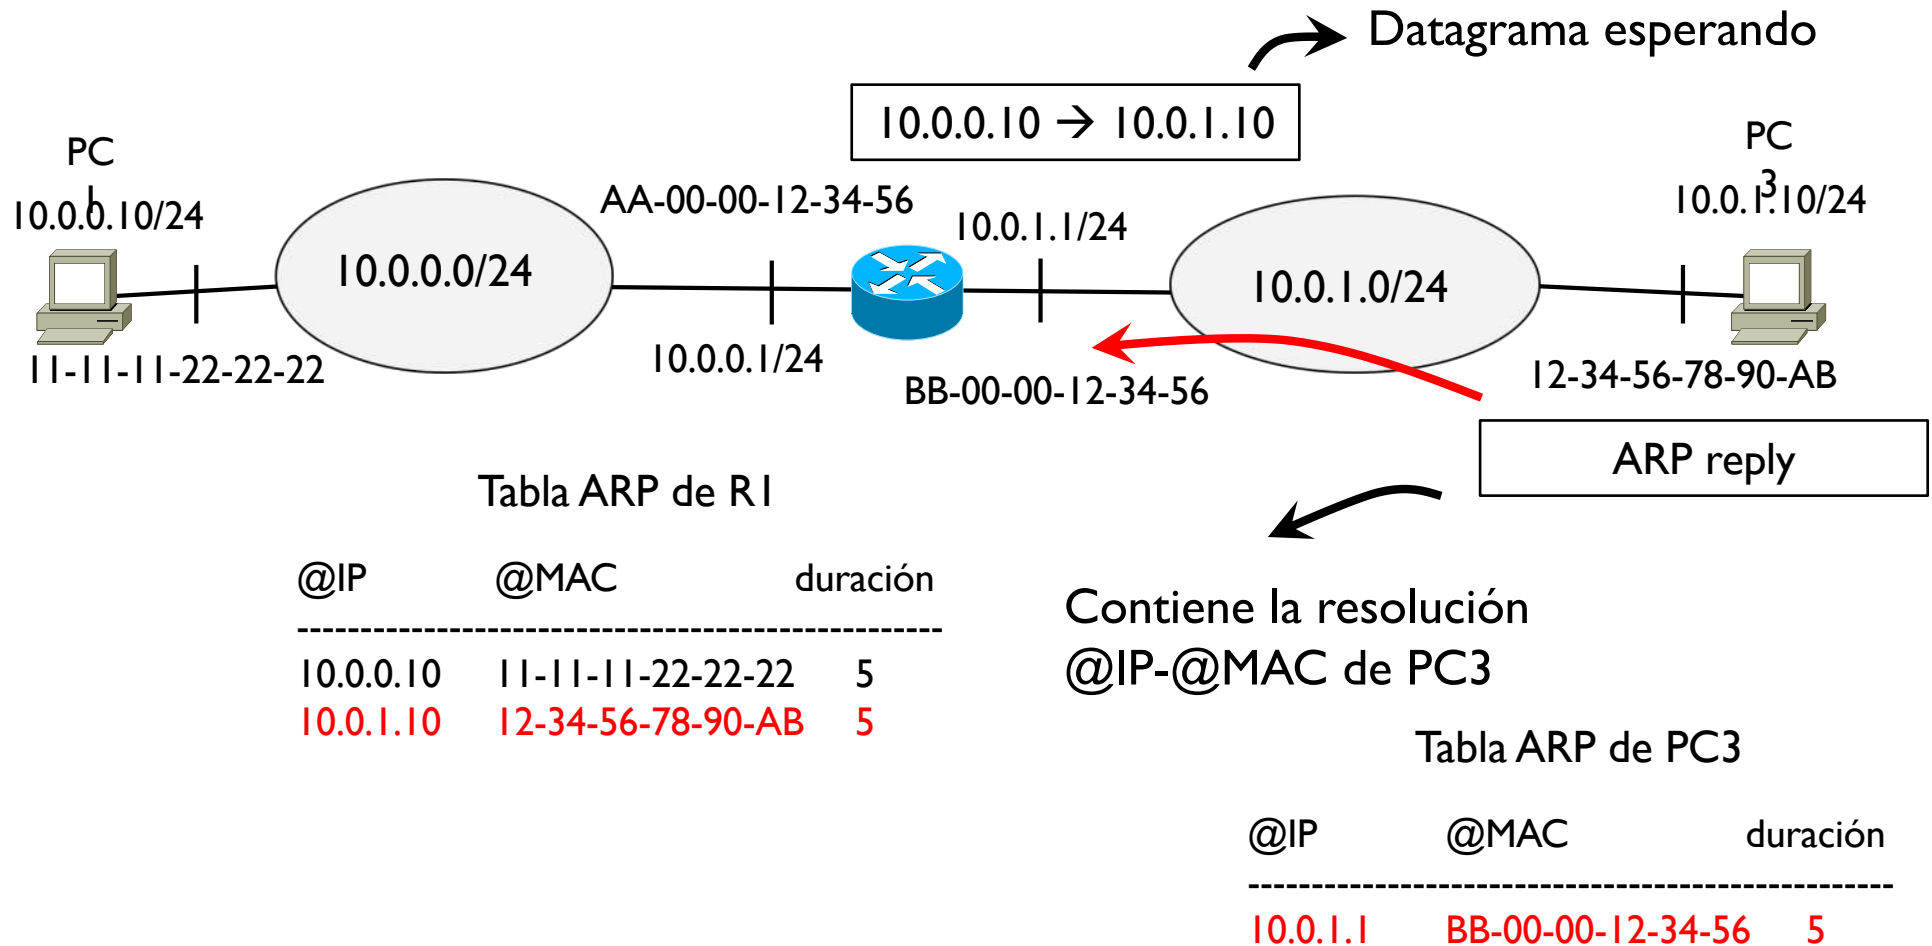 Datagrama esperando
10.0.0.10 → 10.0.1.10
PC
1
10.0.0.10/24
11-11-11-22-22-22
10.0.0.0/24
AA-00-00-12-34-56
10.0.0.1/24
10.0.1.1/24
BB-00-00-12-34-56
10.0.1.0/24
PC
3
10.0.1.10/24
12-34-56-78-90-AB
ARP reply
Contiene la resolución
@IP-@MAC de PC3
Tabla ARP de R1
@IP @MAC duración
---------------------------------------------------
10.0.0.10 11-11-11-22-22-22 5
10.0.1.10 12-34-56-78-90-AB 5
Tabla ARP de PC3
@IP @MAC duración
---------------------------------------------------
10.0.1.1 BB-00-00-12-34-56 5